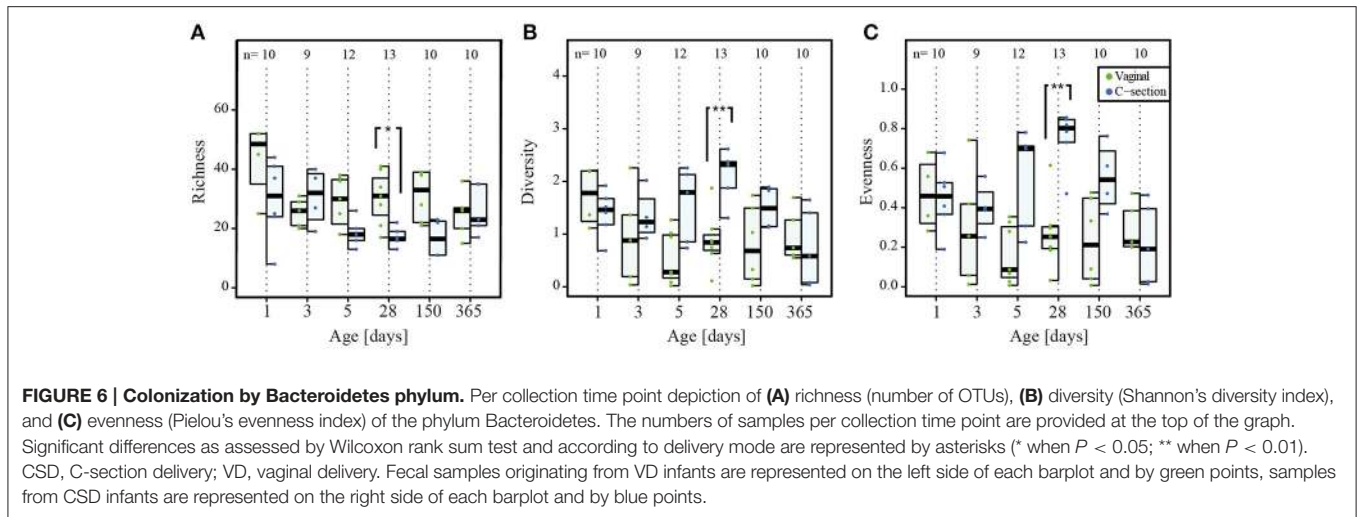 A
n= 10 9 12 13 10 10
60
40
20
0
Richness
*
1 3 5 28 150 365
Age [days]
B
n= 10 9 12 13 10 10
4
3
2
1
0
Diversity
**
1 3 5 28 150 365
Age [days]
C
n= 10 9 12 13 10 10
Vaginal
C-section
1.0
0.8
0.6
0.4
0.2
0.0
Evenness
**
1 3 5 28 150 365
Age [days]
FIGURE 6 | Colonization by Bacteroidetes phylum. Per collection time point depiction of (A) richness (number of OTUs), (B) diversity (Shannon's diversity index),
and (C) evenness (Pielou's evenness index) of the phylum Bacteroidetes. The numbers of samples per collection time point are provided at the top of the graph.
Significant differences as assessed by Wilcoxon rank sum test and according to delivery mode are represented by asterisks (* when P < 0.05; ** when P < 0.01).
CSD, C-section delivery; VD, vaginal delivery. Fecal samples originating from VD infants are represented on the left side of each barplot and by green points, samples
from CSD infants are represented on the right side of each barplot and by blue points.